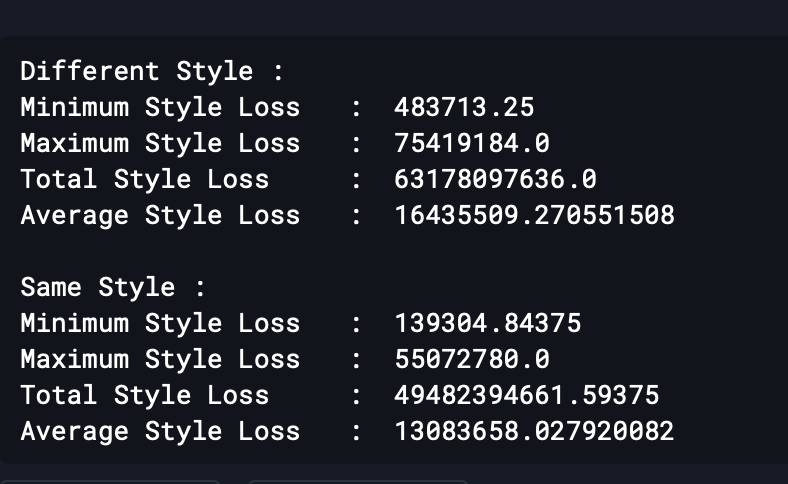 Different Style :
Minimum Style Loss : 483713.25
Maximum Style Loss : 75419184.0
Total Style Loss : 63178097636.0
Average Style Loss : 16435509.270551508
Same Style :
Minimum Style Loss : 139304.84375
Maximum Style Loss : 55072780.0
Total Style Loss : 49482394661.59375
Average Style Loss : 13083658.027920082